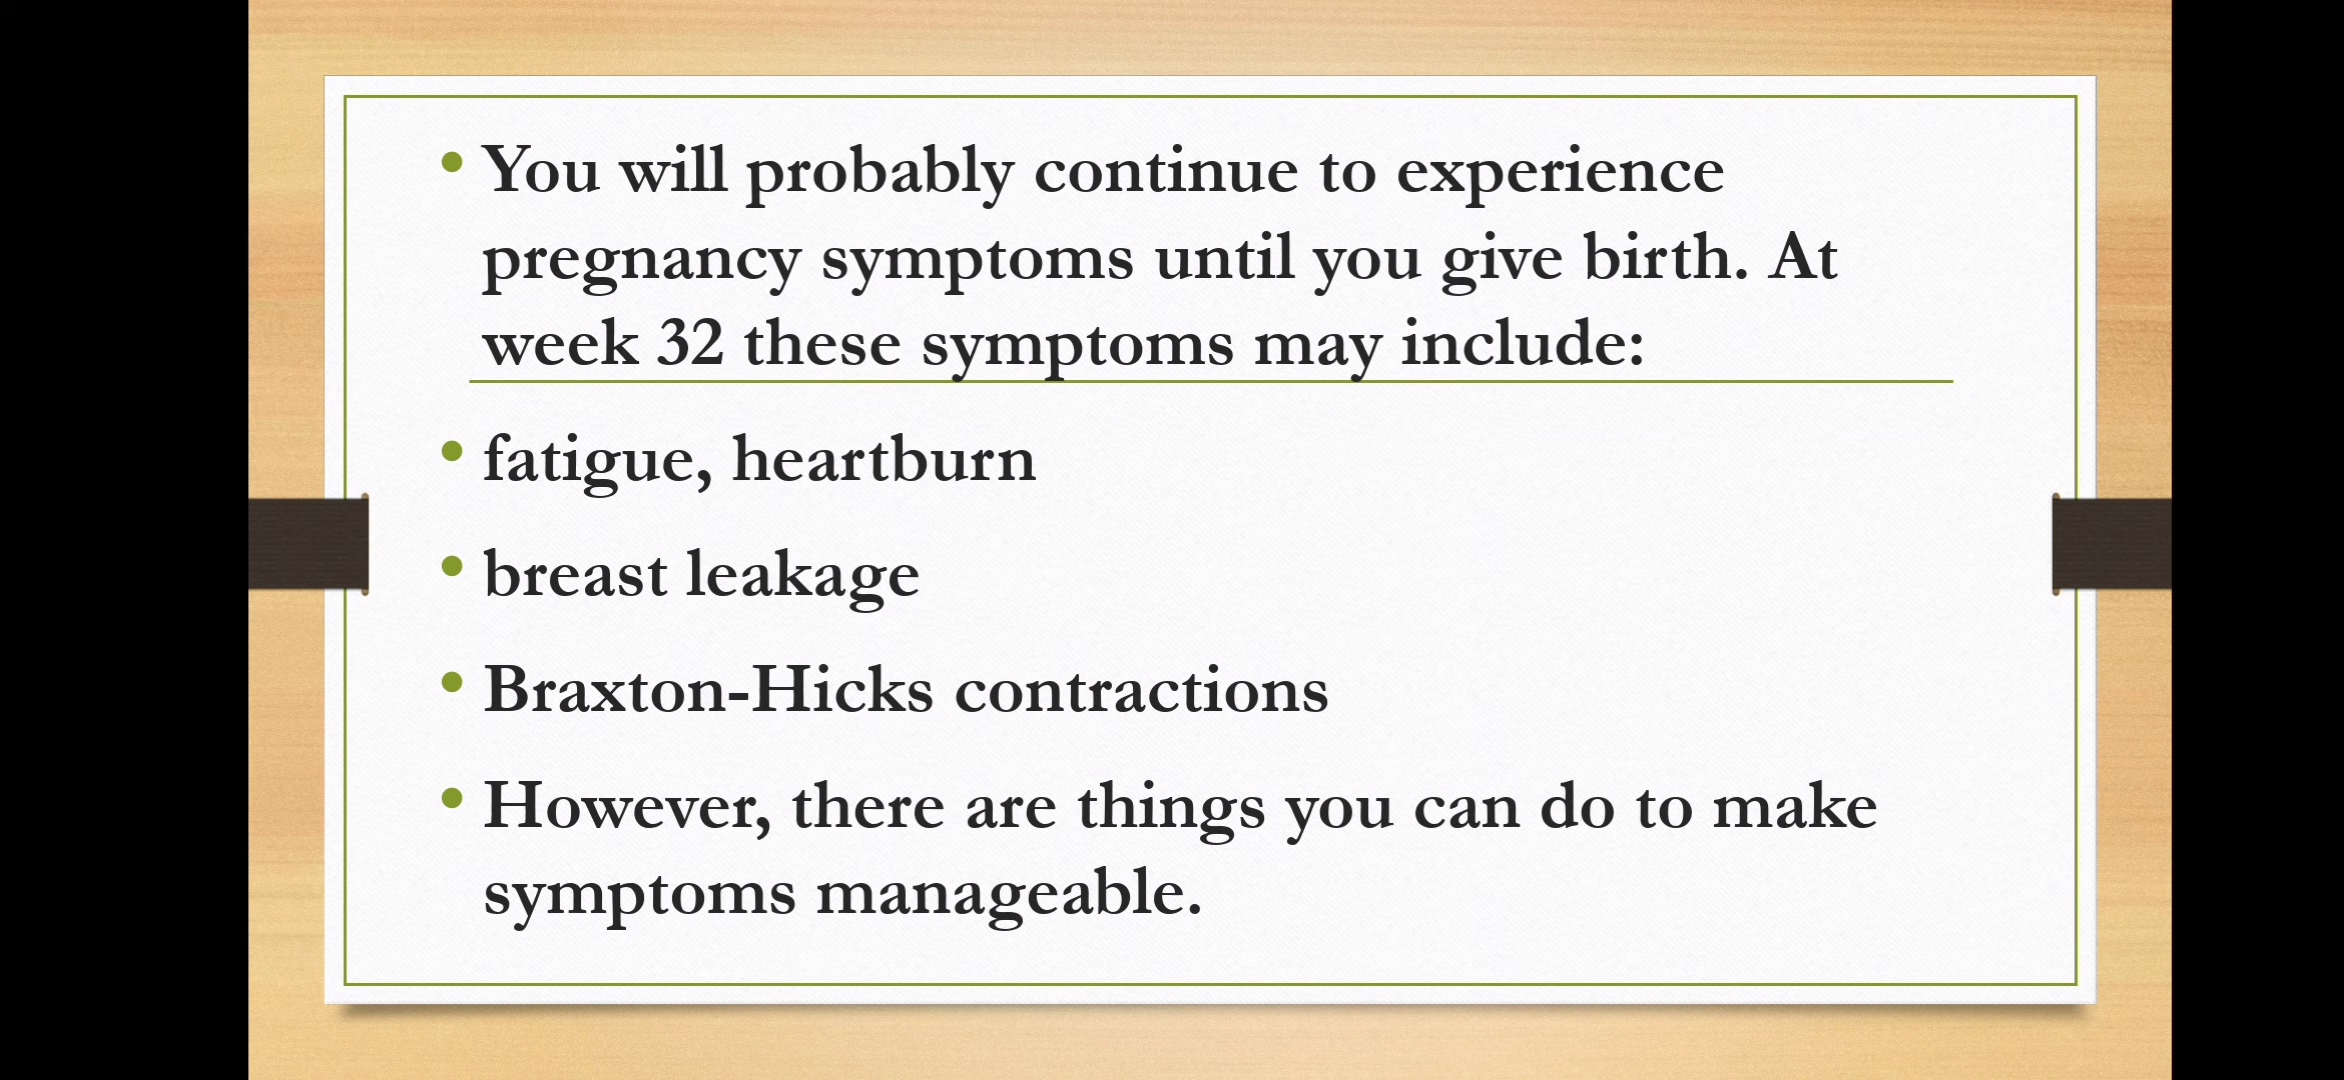 • You will probably continue to experience
pregnancy symptoms until you give birth. At
week 32 these symptoms may include:
• fatigue, heartburn
• breast leakage
• Braxton-Hicks contractions
• However, there are things you can do to make
symptoms manageable.